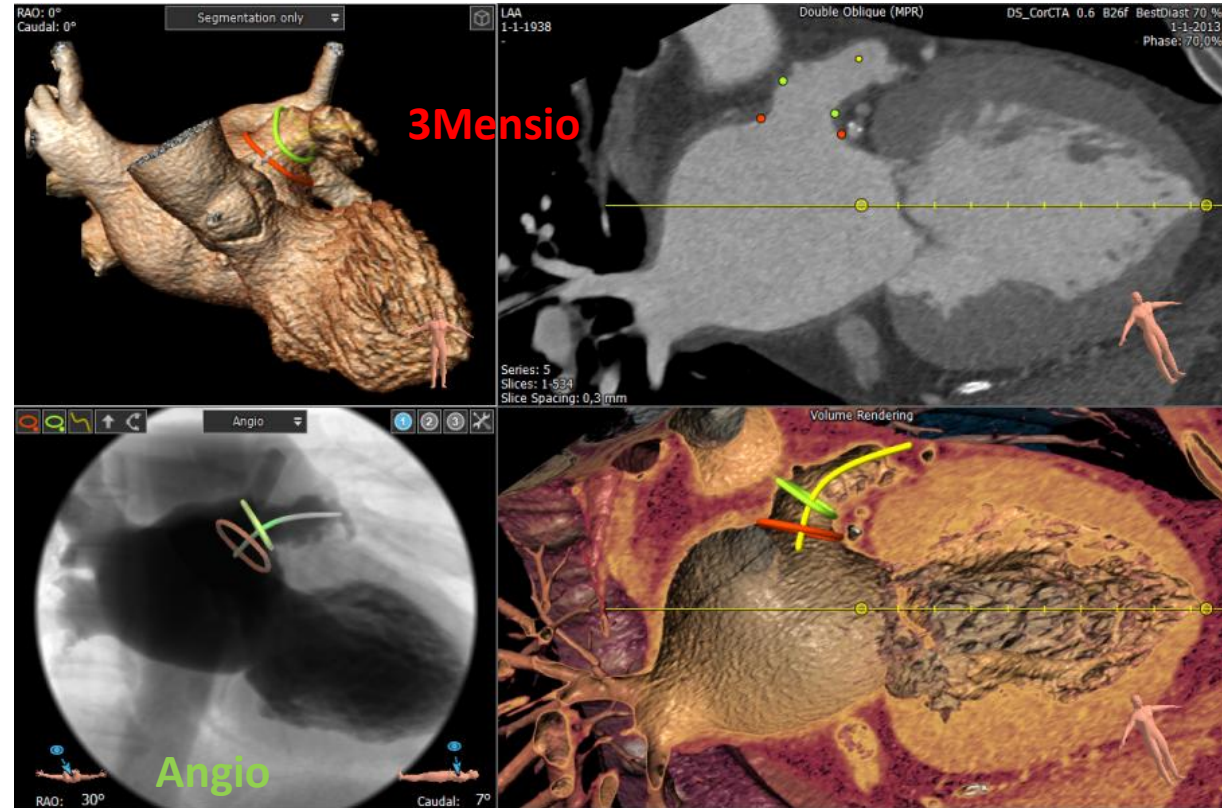 RAO: 0°
Caudal: 0°
Segmentation only
3Mensio
LAA
1-1-1938
-
Double Oblique (MPR)
DS_CorCTA 0.6 B26f BestDiast 70 %
1-1-2013
Phase: 70,0%
Series: 5
Slices: 1-534
Slice Spacing: 0,3 mm
Angio
1 2 3
Angio
RAO: 30°
Caudal: 7°
Volume Rendering